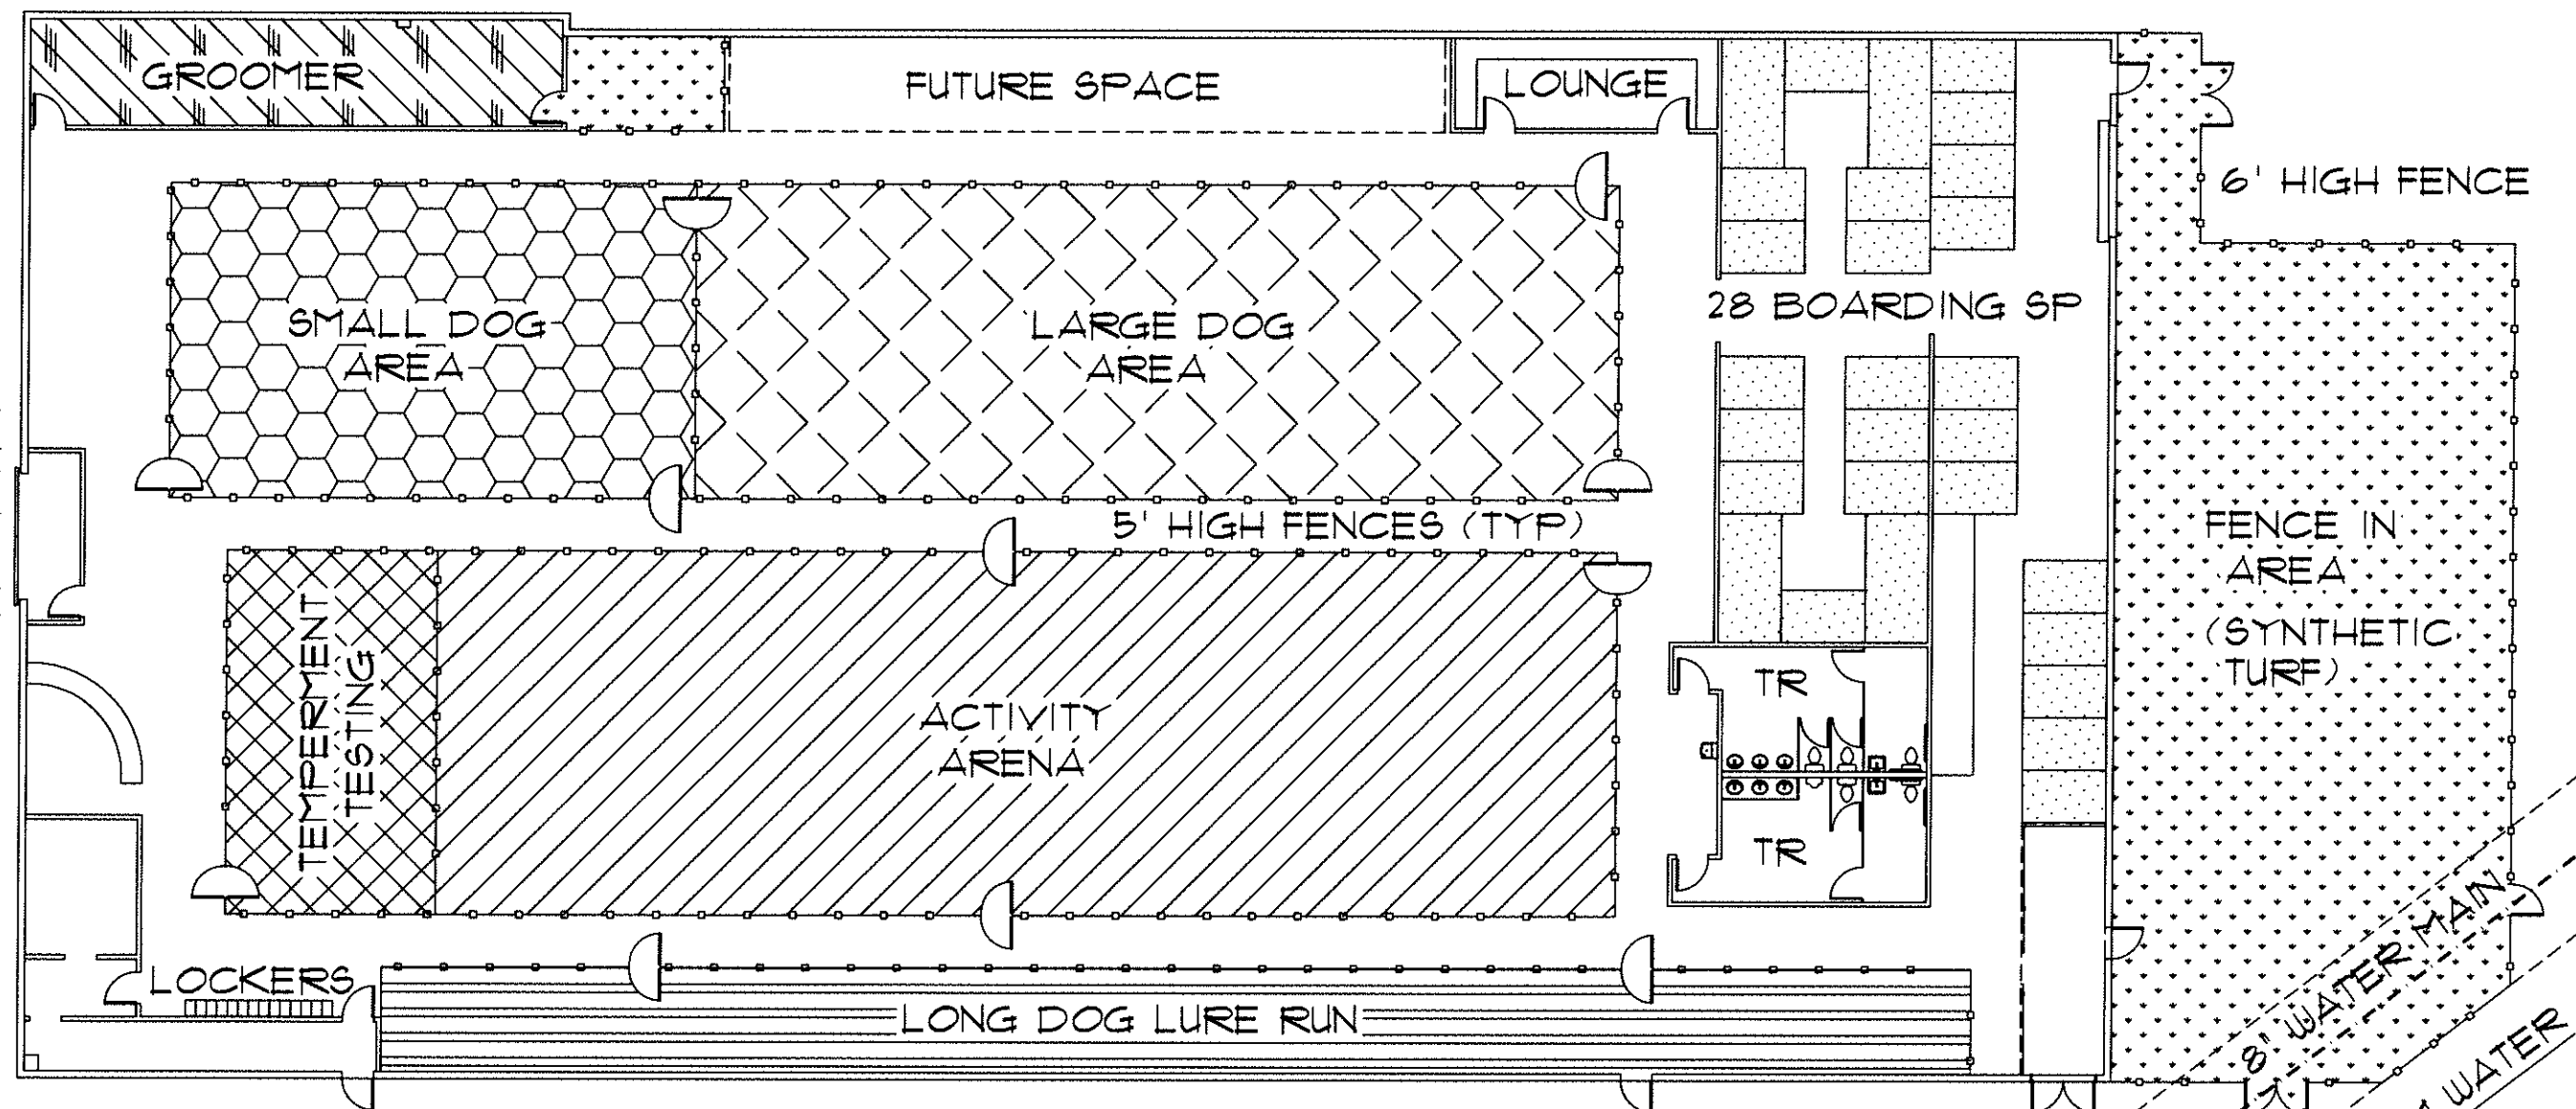 GROOMER
FUTURE SPACE
LOUNGE
6' HIGH FENCE
SMALL DOG
AREA
LARGE DOG
AREA
28 BOARDING SP
5' HIGH FENCES (TYP)
FENCE IN
AREA
(SYNTHETIC
TURF)
TEMPERMENT
TESTING
ACTIVITY
ARENA
TR
TR
LOCKERS
LONG DOG LURE RUN
8' WATER MAIN
WATER